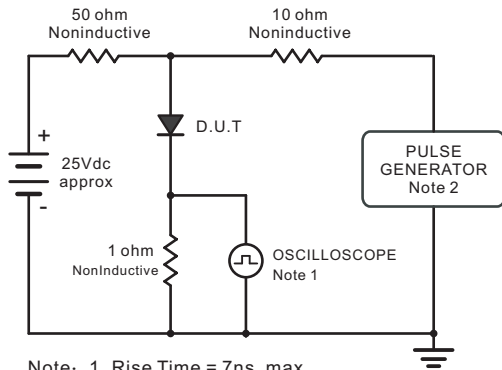 50 ohm
Noninductive
10 ohm
Noninductive
+
D.U.T
25Vdc
approx
-
PULSE
GENERATOR
Note 2
1 ohm
NonInductive
OSCILLOSCOPE
Note 1
Note: 1. Rise Time = 7ns, max.